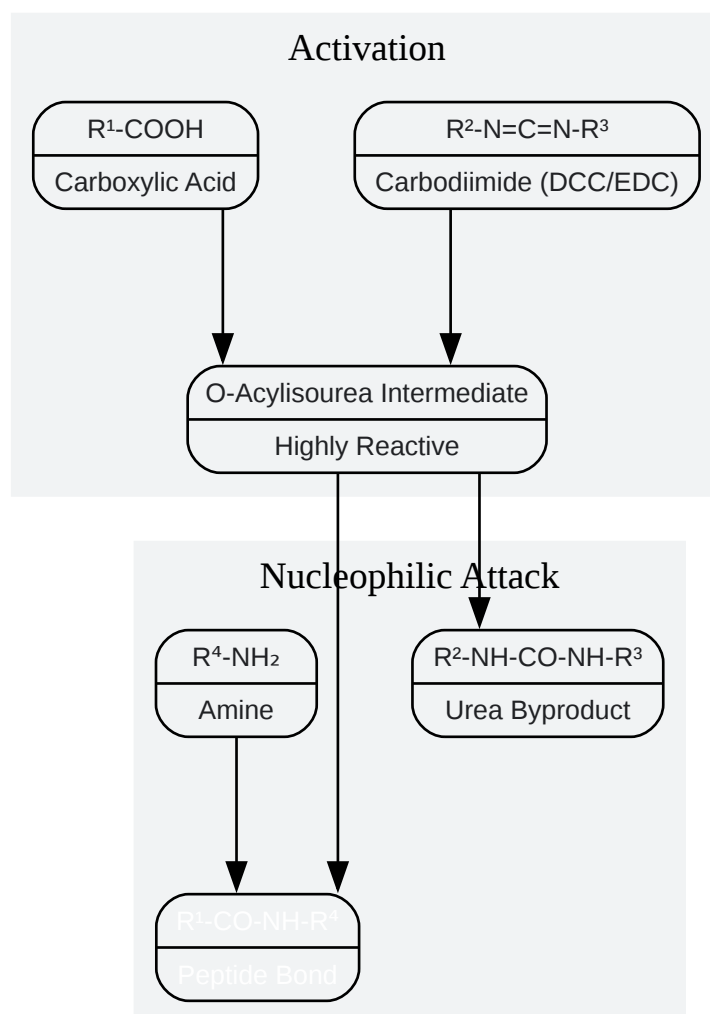 Activation
R¹-COOH
Carboxylic Acid
R²-N=C=N-R³
Carbodiimide (DCC/EDC)
O-Acylisourea Intermediate
Highly Reactive
Nucleophilic Attack
R⁴-NH₂
Amine
R²-NH-CO-NH-R³
Urea Byproduct
R¹-CO-NH-R⁴
Peptide Bond